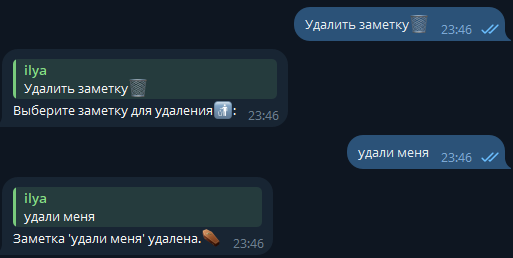 Удалить заметку🗑 23:46
ilya
Удалить заметку🗑
Выберите заметку для удаления🚮: 23:46
удали меня 23:46
ilya
удали меня
Заметка 'удали меня' удалена.⚰ 23:46